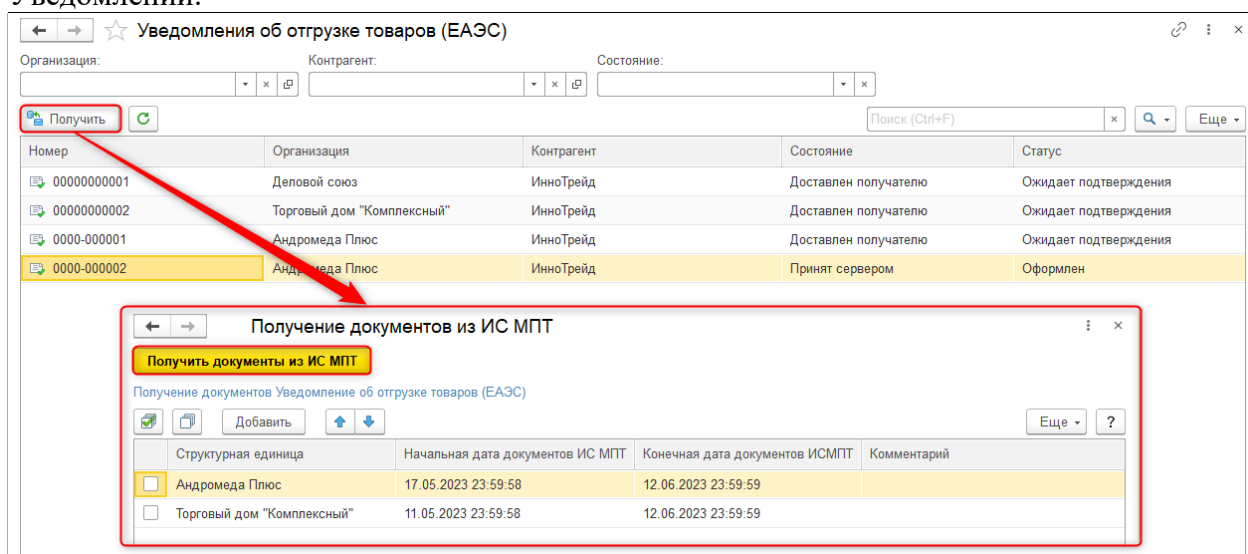 Уведомлений.
Уведомления об отгрузке товаров (ЕАЭС)
Организация: Контрагент: Состояние:
Получить Поиск (Ctrl+F) Еще
Номер Организация Контрагент Состояние Статус
00000000001 Деловой союз ИнноТрейд Доставлен получателю Ожидает подтверждения
00000000002 Торговый дом "Комплексный" ИнноТрейд Доставлен получателю Ожидает подтверждения
0000-000001 Андромеда Плюс ИнноТрейд Доставлен получателю Ожидает подтверждения
0000-000002 Андромеда Плюс ИнноТрейд Принят сервером Оформлен
Получение документов из ИС МПТ
Получить документы из ИС МПТ
Получение документов Уведомление об отгрузке товаров (ЕАЭС)
Добавить Еще ?
Структурная единица Начальная дата документов ИС МПТ Конечная дата документов ИСМПТ Комментарий
Андромеда Плюс 17.05.2023 23:59:58 12.06.2023 23:59:59
Торговый дом "Комплексный" 11.05.2023 23:59:58 12.06.2023 23:59:59